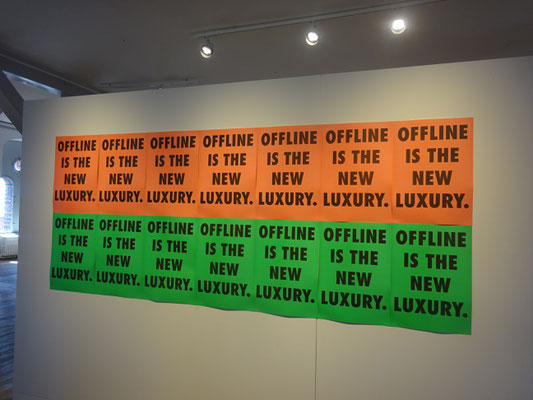 OFFLINE
IS THE
NEW
LUXURY.
OFFLINE
IS THE
NEW
LUXURY.
OFFLINE
IS THE
NEW
LUXURY.
OFFLINE
IS THE
NEW
LUXURY.
OFFLINE
IS THE
NEW
LUXURY.
OFFLINE
IS THE
NEW
LUXURY.
OFFLINE
IS THE
NEW
LUXURY.
OFFLINE
IS THE
NEW
LUXURY.
OFFLINE
IS THE
NEW
LUXURY.
OFFLINE
IS THE
NEW
LUXURY.
OFFLINE
IS THE
NEW
LUXURY.
OFFLINE
IS THE
NEW
LUXURY.
OFFLINE
IS THE
NEW
LUXURY.
OFFLINE
IS THE
NEW
LUXURY.